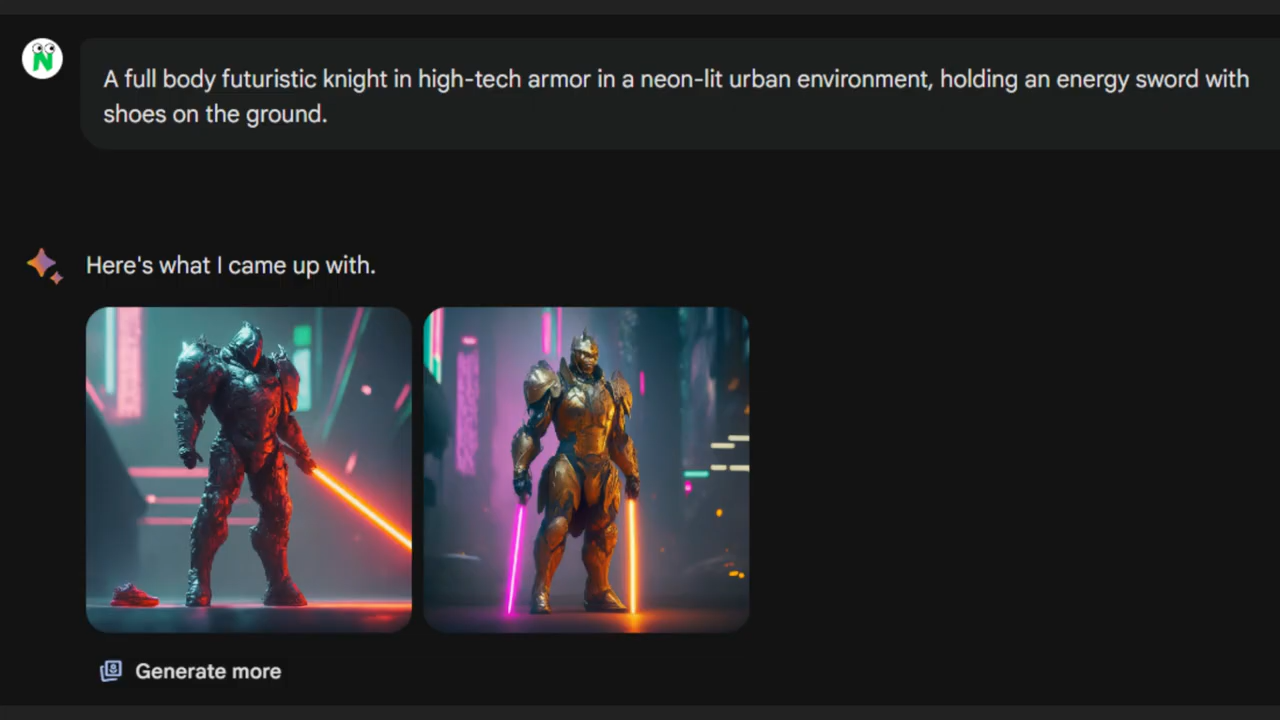 N
A full body futuristic knight in high-tech armor in a neon-lit urban environment, holding an energy sword with
shoes on the ground.
Here's what I came up with.
Generate more